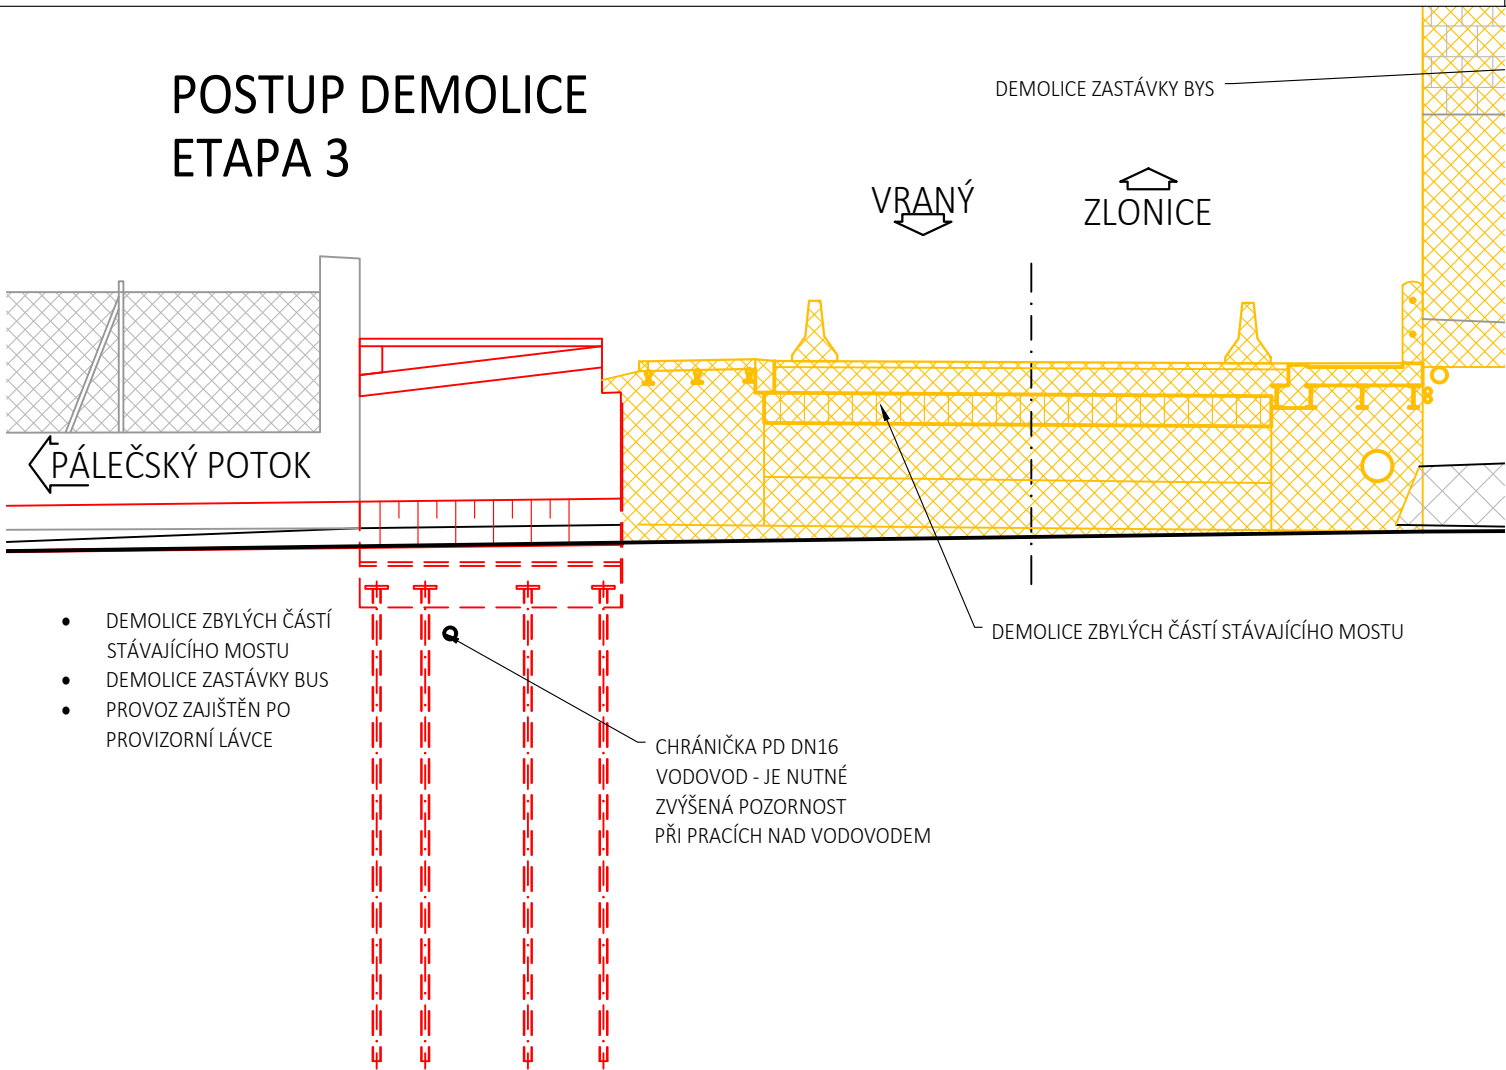 POSTUP DEMOLICE
ETAPA 3
DEMOLICE ZASTÁVKY BYS
VRANÝ
ZLONICE
PÁLEČSKÝ POTOK
• DEMOLICE ZBYLÝCH ČÁSTÍ
STÁVAJÍCÍHO MOSTU
• DEMOLICE ZASTÁVKY BUS
• PROVOZ ZAJIŠTĚN PO
PROVIZORNÍ LÁVCE
DEMOLICE ZBYLÝCH ČÁSTÍ STÁVAJÍCÍHO MOSTU
CHRÁNIČKA PD DN16
VODOVOD - JE NUTNÉ
ZVÝŠENÁ POZORNOST
PŘI PRACÍCH NAD VODOVODEM